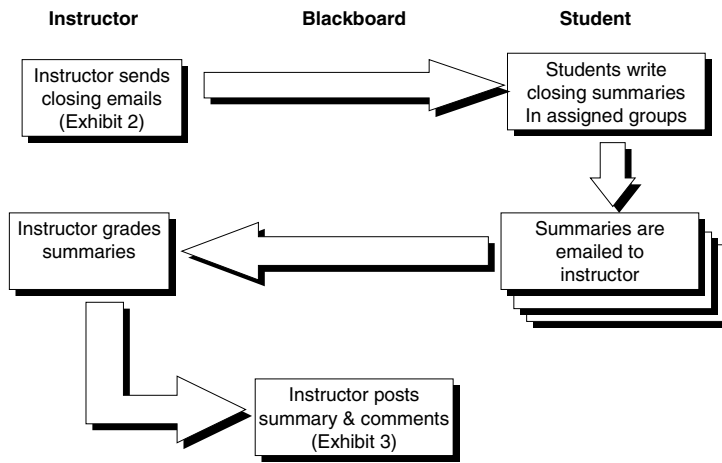 Instructor
Blackboard
Student
Instructor sends
closing emails
(Exhibit 2)
Students write
closing summaries
In assigned groups
Instructor grades
summaries
Summaries are
emailed to
instructor
Instructor posts
summary & comments
(Exhibit 3)